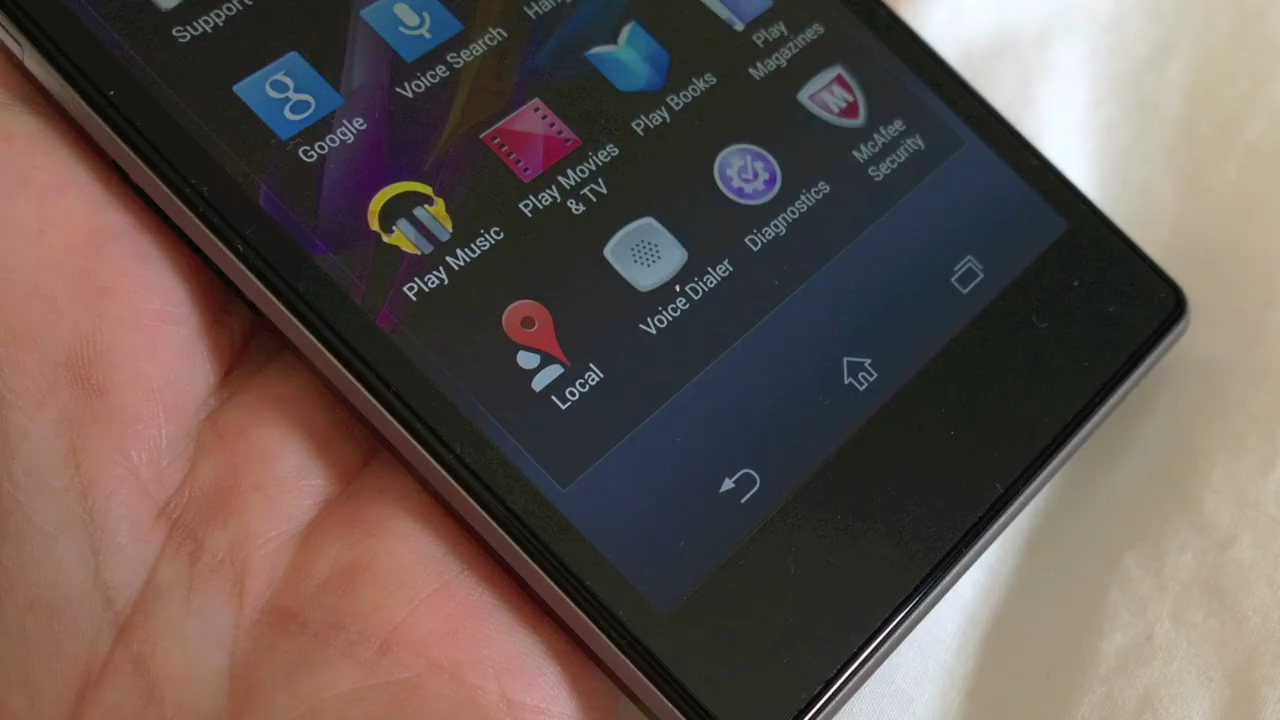 Support
Voice Search
Google
Play
Magazines
Play Books
Play Movies
& TV
Play Music
McAfee
Security
Diagnostics
Voice Dialer
Local